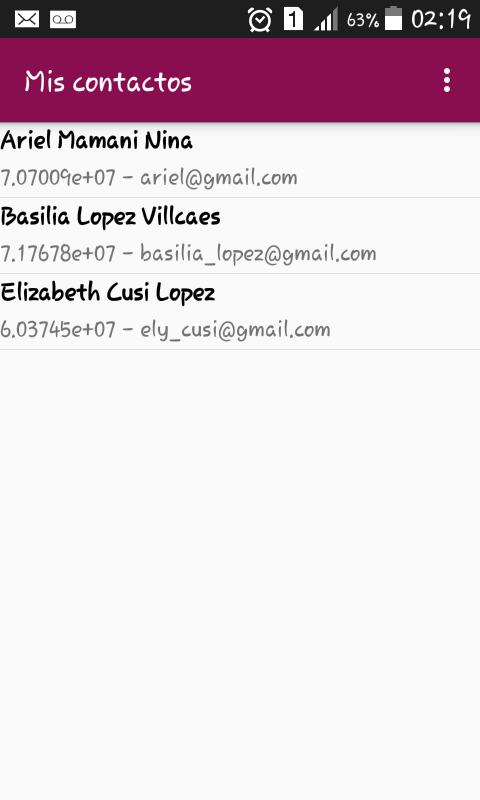 1 63% 02:19
Mis contactos
Ariel Mamani Nina
7.07009e+07 - ariel@gmail.com
Basilia Lopez Villcaes
7.17678e+07 - basilia_lopez@gmail.com
Elizabeth Cusi Lopez
6.03745e+07 - ely_cusi@gmail.com